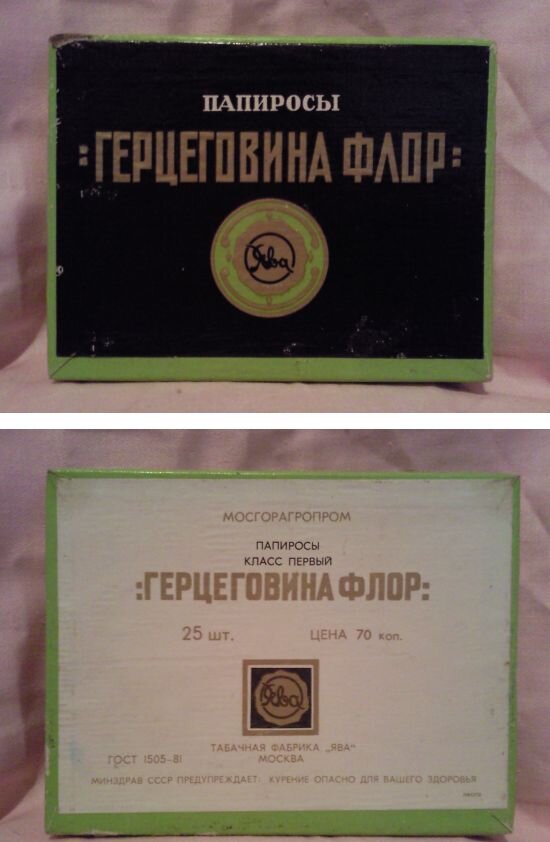 ПАПИРОСЫ
:ГЕРЦЕГОВИНА ФЛОР:
Ява
МОСГОРАГРОПРОМ
ПАПИРОСЫ
КЛАСС ПЕРВЫЙ
:ГЕРЦЕГОВИНА ФЛОР:
25 шт. ЦЕНА 70 коп.
Ява
ТАБАЧНАЯ ФАБРИКА „ЯВА“
ГОСТ 1505-81 МОСКВА
МИНЗДРАВ СССР ПРЕДУПРЕЖДАЕТ: КУРЕНИЕ ОПАСНО ДЛЯ ВАШЕГО ЗДОРОВЬЯ